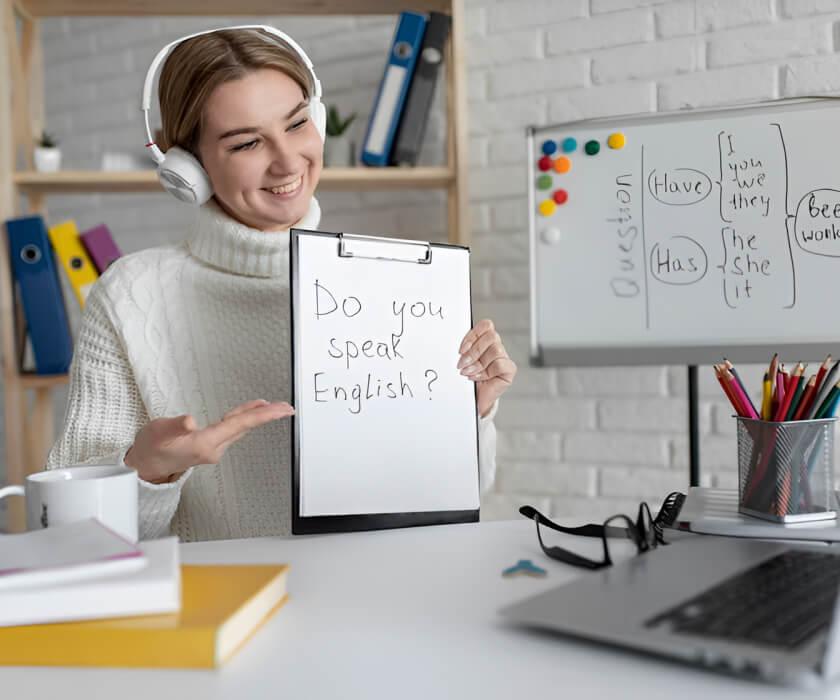 Do you
speak
English?
Question
Have
I
you
we
they
Has
he
she
it